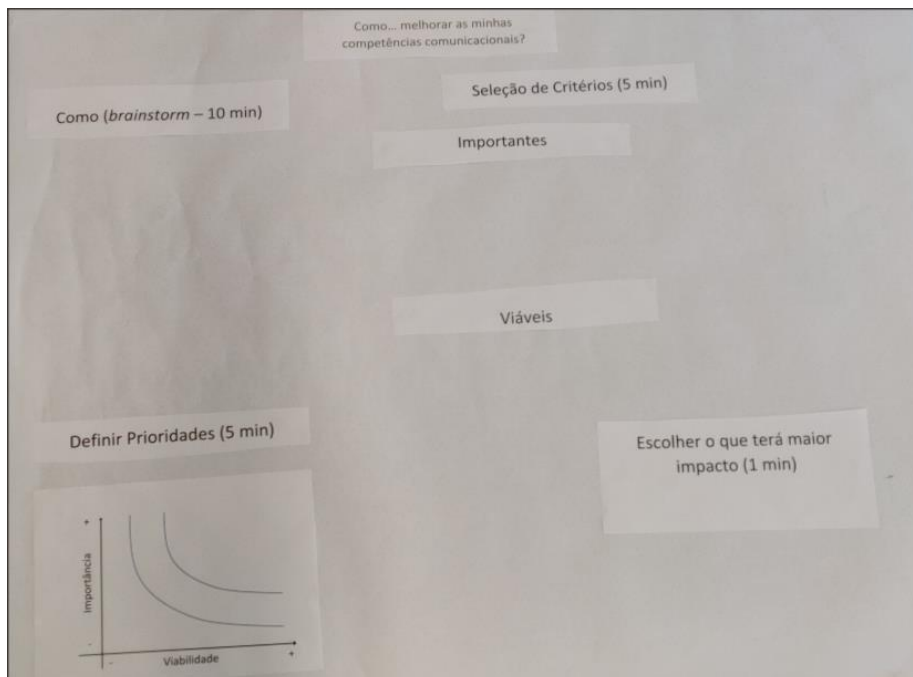 Como... melhorar as minhas
competências comunicacionais?
Seleção de Critérios (5 min)
Como (brainstorm – 10 min)
Importantes
Viáveis
Definir Prioridades (5 min)
Escolher o que terá maior
impacto (1 min)
+
Importância
-
-
Viabilidade
+